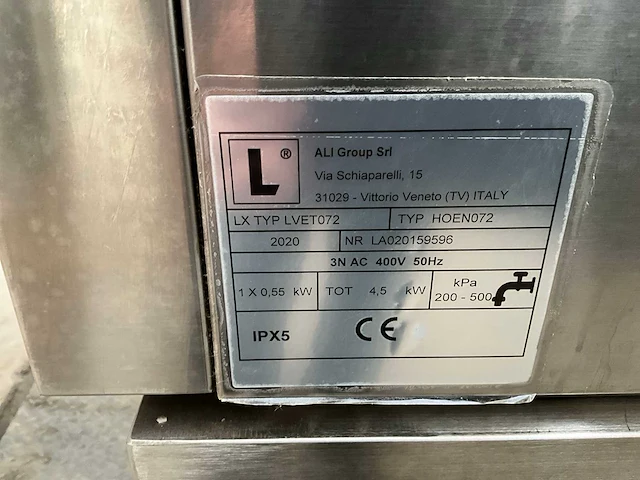 L ® ALI Group Srl
Via Schiaparelli, 15
31029 - Vittorio Veneto (TV) ITALY
LX TYP LVET072 TYP HOEN072
2020 NR LA020159596
3N AC 400V 50Hz
1 X 0,55 kW TOT 4,5 kW kPa
200 - 500
IPX5 CE